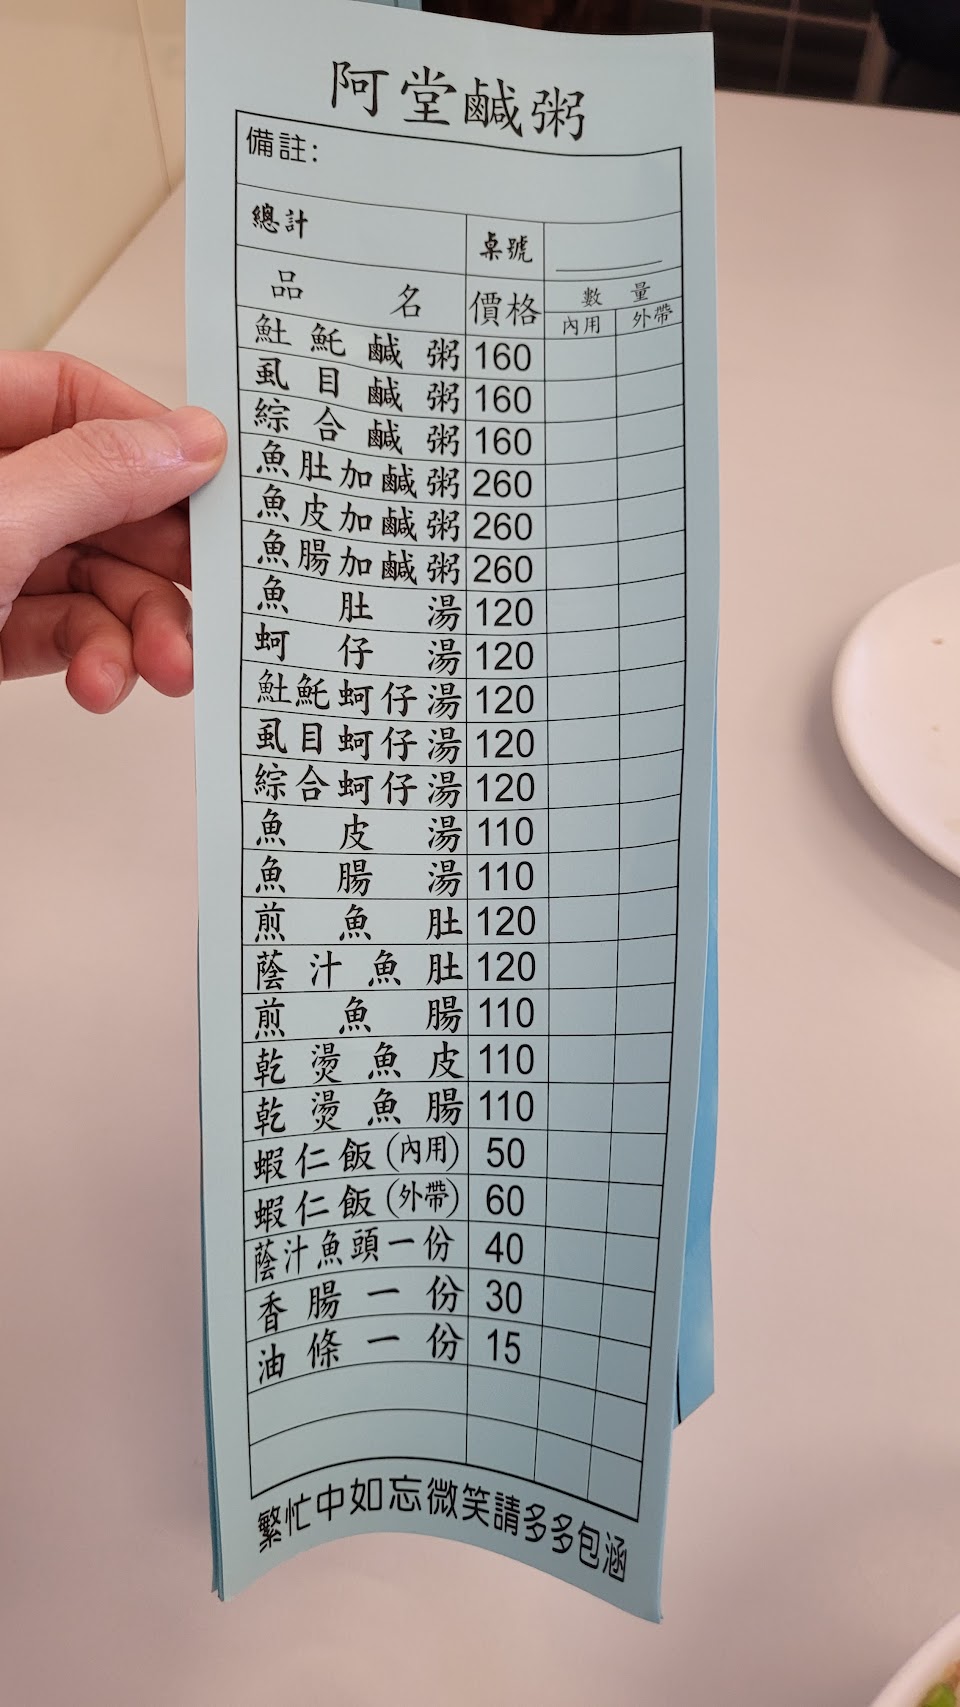 阿堂鹹粥
備註:
總計 桌號
品名 價格 數量
內用 外帶
魠魠鹹粥 160
虱目鹹粥 160
綜合鹹粥 160
魚肚加鹹粥 260
魚皮加鹹粥 260
魚腸加鹹粥 260
魚肚湯 120
蚵仔湯 120
魠魠蚵仔湯 120
虱目蚵仔湯 120
綜合蚵仔湯 120
魚皮湯 110
魚腸湯 110
煎魚肚 120
蔭汁魚肚 120
煎魚腸 110
乾燙魚皮 110
乾燙魚腸 110
蝦仁飯(內用) 50
蝦仁飯(外帶) 60
蔭汁魚頭一份 40
香腸一份 30
油條一份 15
繁忙中如忘微笑請多多包涵